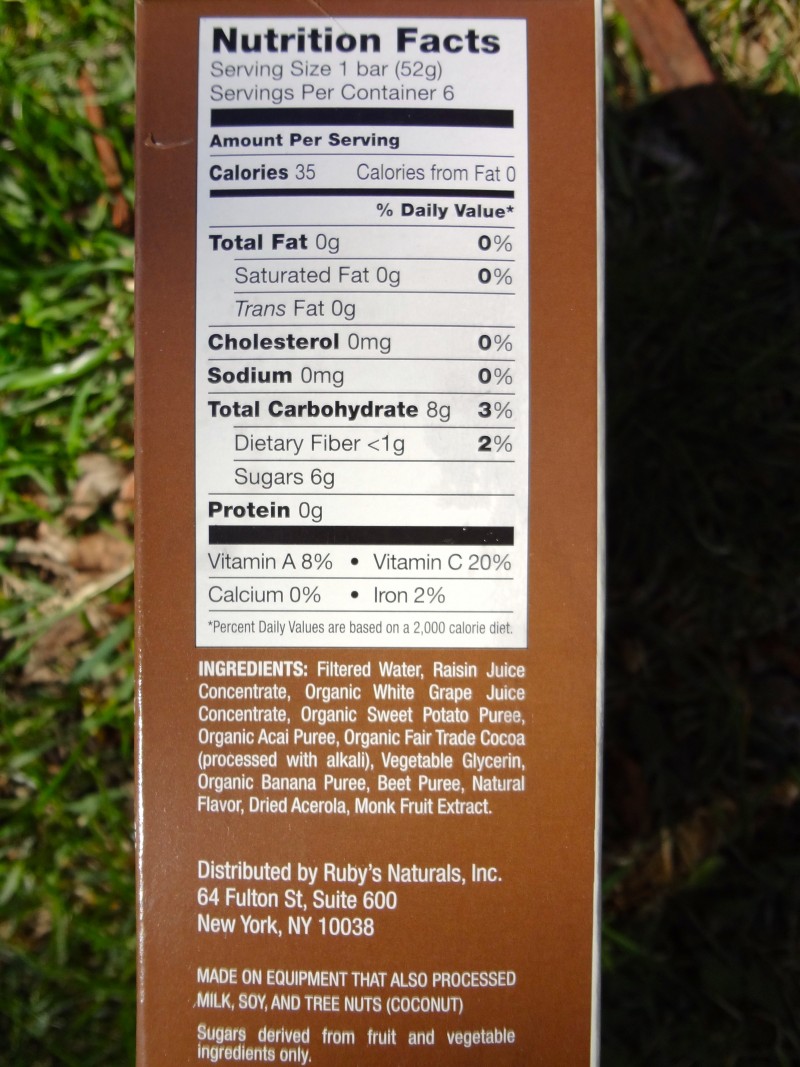 Nutrition Facts
Serving Size 1 bar (52g)
Servings Per Container 6
Amount Per Serving
Calories 35 Calories from Fat 0
% Daily Value*
Total Fat 0g 0%
Saturated Fat 0g 0%
Trans Fat 0g
Cholesterol 0mg 0%
Sodium 0mg 0%
Total Carbohydrate 8g 3%
Dietary Fiber <1g 2%
Sugars 6g
Protein 0g
Vitamin A 8% • Vitamin C 20%
Calcium 0% • Iron 2%
*Percent Daily Values are based on a 2,000 calorie diet.
INGREDIENTS: Filtered Water, Raisin Juice
Concentrate, Organic White Grape Juice
Concentrate, Organic Sweet Potato Puree,
Organic Acai Puree, Organic Fair Trade Cocoa
(processed with alkali), Vegetable Glycerin,
Organic Banana Puree, Beet Puree, Natural
Flavor, Dried Acerola, Monk Fruit Extract.
Distributed by Ruby's Naturals, Inc.
64 Fulton St, Suite 600
New York, NY 10038
MADE ON EQUIPMENT THAT ALSO PROCESSED
MILK, SOY, AND TREE NUTS (COCONUT)
Sugars derived from fruit and vegetable
ingredients only.